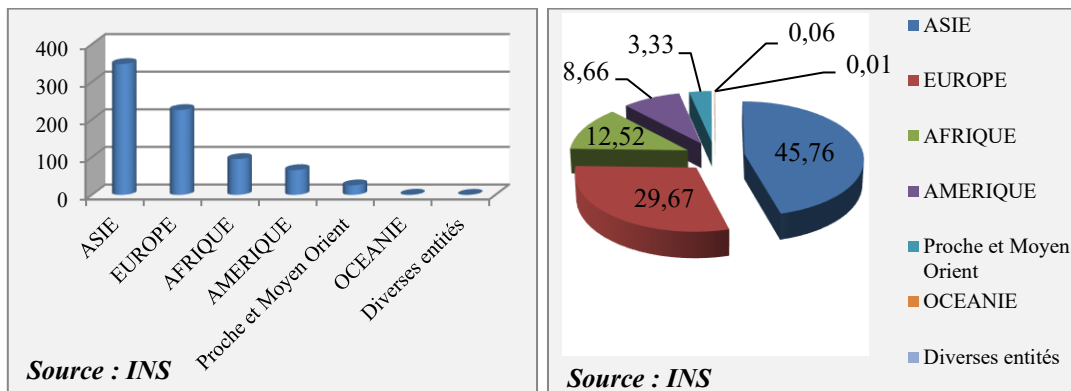 400
300
200
100
0
ASIE
EUROPE
AFRIQUE
AMERIQUE
Proche et Moyen Orient
OCEANIE
Diverses entités
Source : INS
0,06
3,33
0,01
8,66
12,52
45,76
29,67
ASIE
EUROPE
AFRIQUE
AMERIQUE
Proche et Moyen
Orient
OCEANIE
Diverses entités
Source : INS